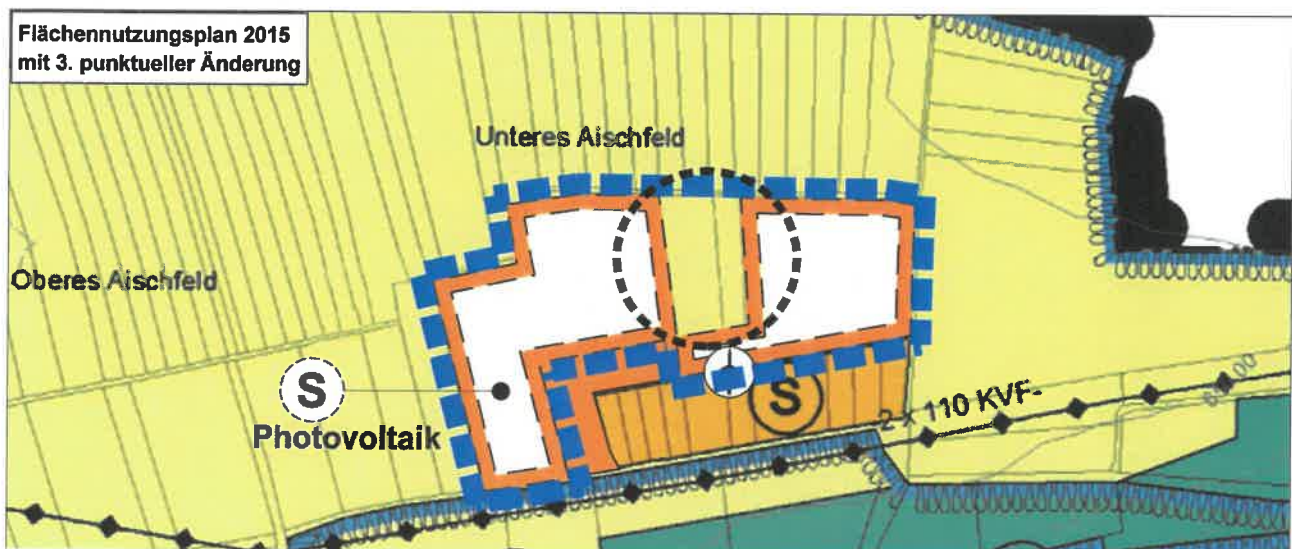 Flächennutzungsplan 2015
mit 3. punktueller Änderung
Unteres Aischfeld
Oberes Aischfeld
S
Photovoltaik
S
2 x 110 KVF-